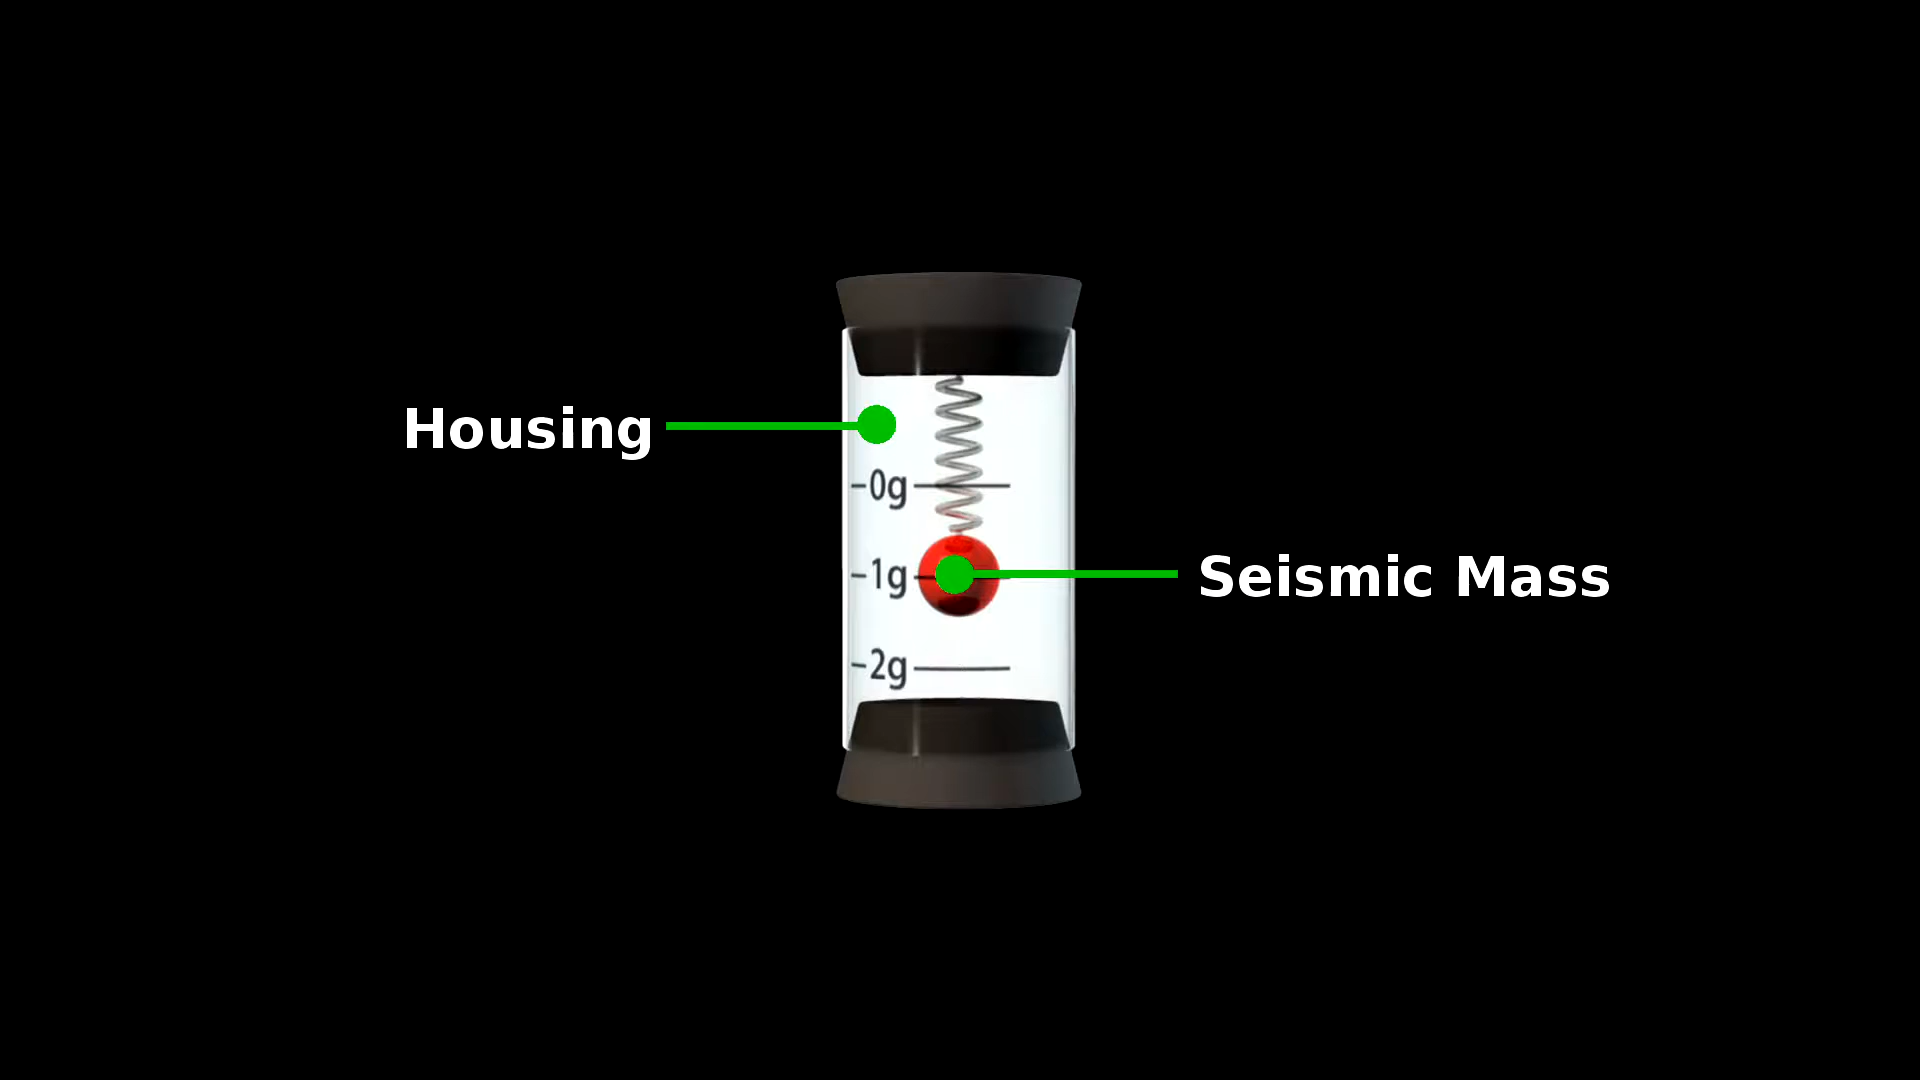 Housing
–0g
–1g
Seismic Mass
–2g